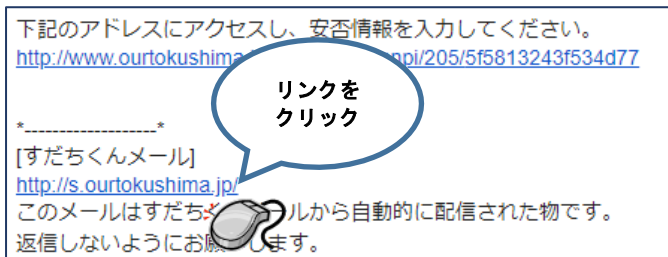 下記のアドレスにアクセスし、安否情報を入力してください。
http://www.ourtokushima npi/205/5f5813243f534d77
リンクを
クリック
*-------------------*
[すだちくんメール]
http://s.ourtokushima.jp/
このメールはすだち ルから自動的に配信された物です。
返信しないようにお願 します。